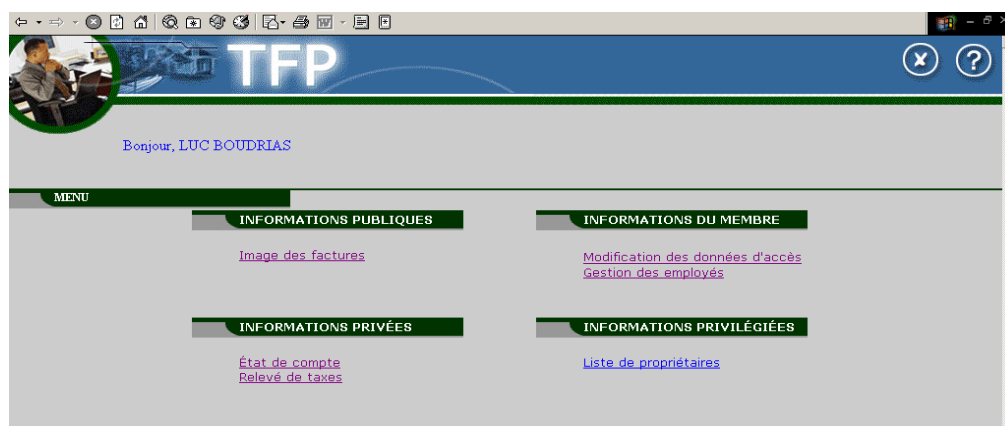 TFP
Bonjour, LUC BOUDRIAS
MENU
INFORMATIONS PUBLIQUES
Image des factures
INFORMATIONS DU MEMBRE
Modification des données d'accès
Gestion des employés
INFORMATIONS PRIVÉES
État de compte
Relevé de taxes
INFORMATIONS PRIVILÉGIÉES
Liste de propriétaires